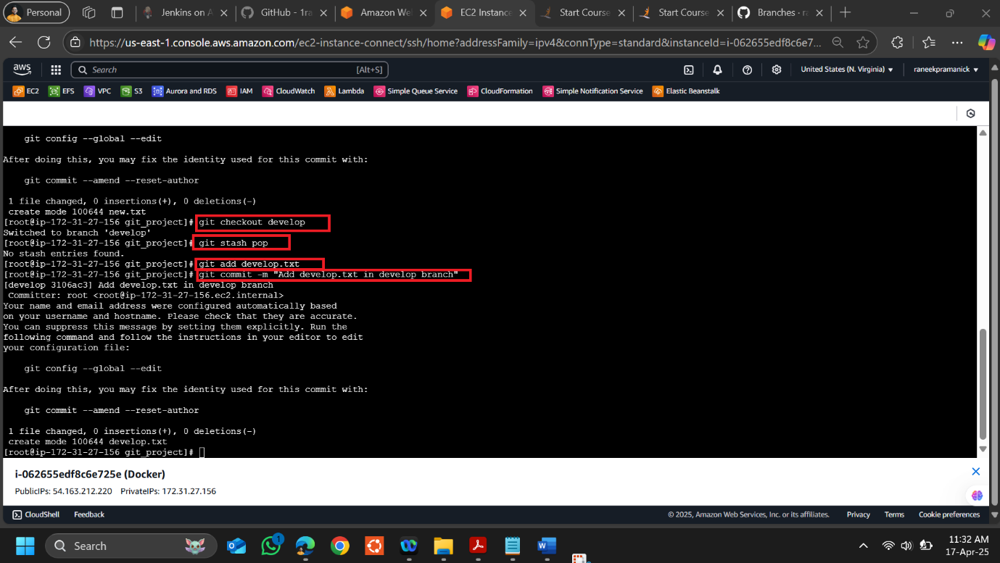 Personal
Jenkins on A
GitHub - 1ra
Amazon We
EC2 Instance
Start Course
Start Course
Branches · ra
https://us-east-1.console.aws.amazon.com/ec2-instance-connect/ssh/home?addressFamily=ipv4&connType=standard&instanceId=i-062655edf8c6e7...
aws
Search [Alt+S]
United States (N. Virginia)
raneekpramanick
EC2 EFS VPC S3 Aurora and RDS IAM CloudWatch Lambda Simple Queue Service CloudFormation Simple Notification Service Elastic Beanstalk
git config --global --edit
After doing this, you may fix the identity used for this commit with:
git commit --amend --reset-author
1 file changed, 0 insertions(+), 0 deletions(-)
create mode 100644 new.txt
[root@ip-172-31-27-156 git_project]# git checkout develop
Switched to branch 'develop'
[root@ip-172-31-27-156 git_project]# git stash pop
No stash entries found.
[root@ip-172-31-27-156 git_project]# git add develop.txt
[root@ip-172-31-27-156 git_project]# git commit -m "Add develop.txt in develop branch"
[develop 3106ac3] Add develop.txt in develop branch
Committer: root <root@ip-172-31-27-156.ec2.internal>
Your name and email address were configured automatically based
on your username and hostname. Please check that they are accurate.
You can suppress this message by setting them explicitly. Run the
following command and follow the instructions in your editor to edit
your configuration file:
git config --global --edit
After doing this, you may fix the identity used for this commit with:
git commit --amend --reset-author
1 file changed, 0 insertions(+), 0 deletions(-)
create mode 100644 develop.txt
[root@ip-172-31-27-156 git_project]#
i-062655edf8c6e725e (Docker)
PublicIPs: 54.163.212.220 PrivateIPs: 172.31.27.156
CloudShell Feedback © 2025, Amazon Web Services, Inc. or its affiliates. Privacy Terms Cookie preferences
Search
1
11:32 AM
17-Apr-25